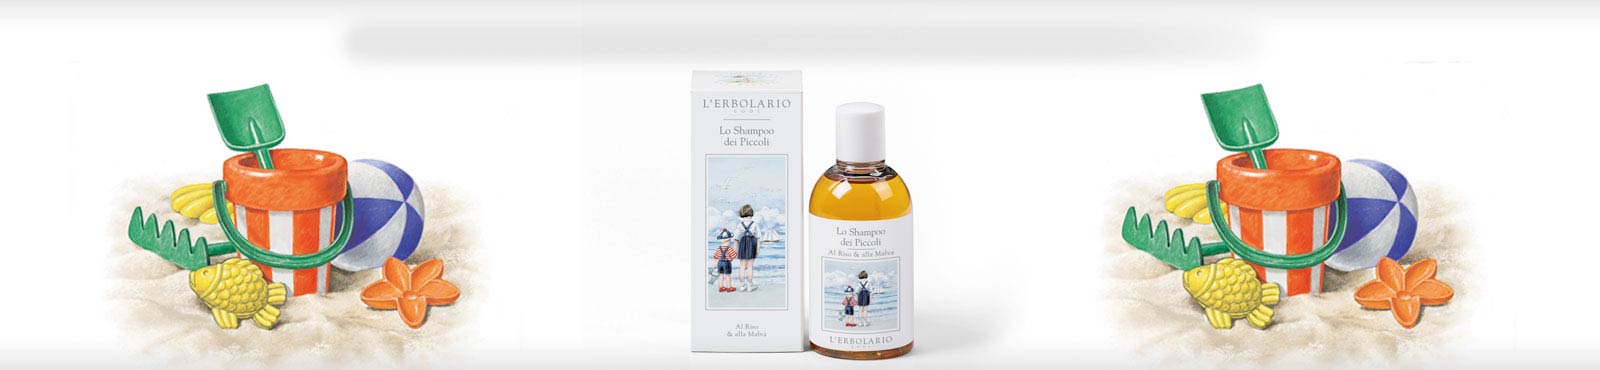 L'ERBOLARIO
LODI
Lo Shampoo
dei Piccoli
Al Riso
& alla Malva
Lo Shampoo
dei Piccoli
Al Riso & alla Malva
L'ERBOLARIO
LODI